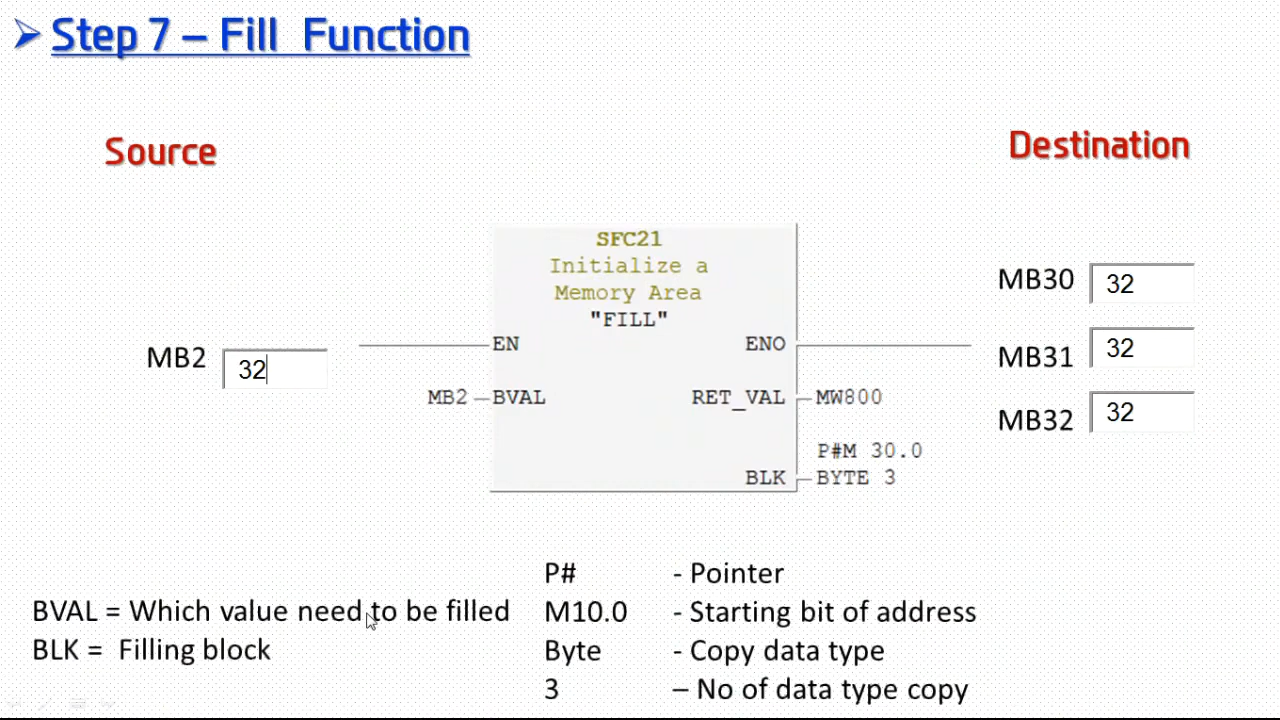 Step 7 – Fill Function
Source
Destination
SFC21
Initialize a
Memory Area
"FILL"
EN
ENO
MB2
32
MB2
BVAL
RET_VAL
MW800
P#M 30.0
BLK
BYTE 3
MB30
32
MB31
32
MB32
32
BVAL = Which value need to be filled
BLK = Filling block
P# - Pointer
M10.0 - Starting bit of address
Byte - Copy data type
3 – No of data type copy